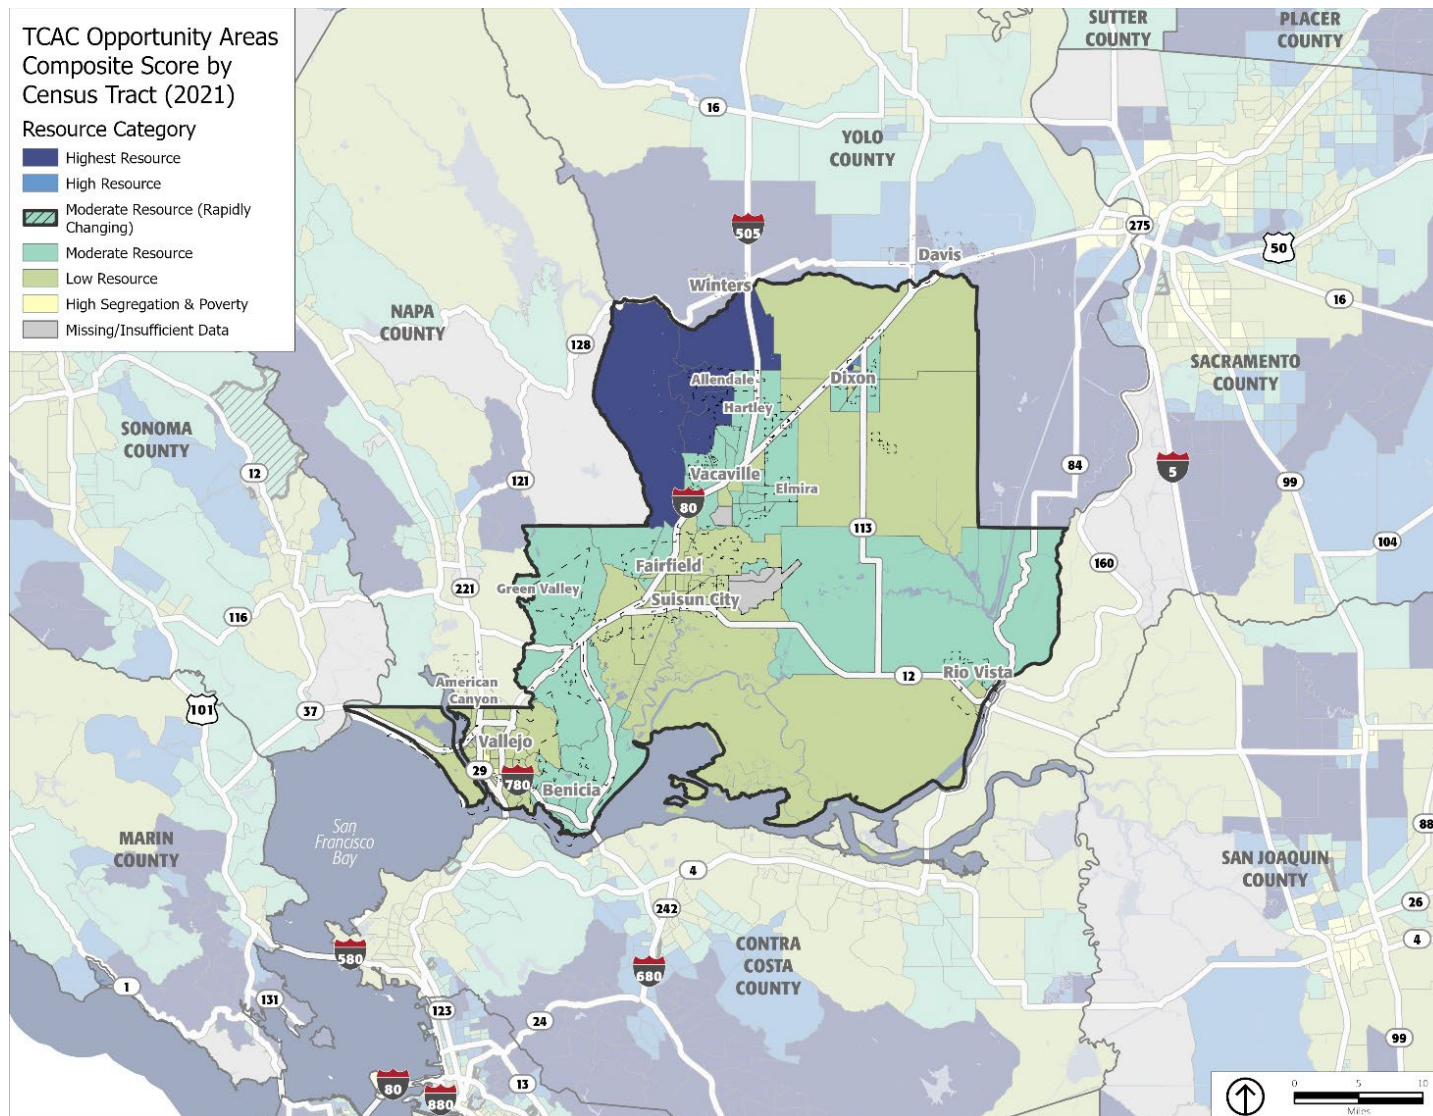 TCAC Opportunity Areas
Composite Score by
Census Tract (2021)
Resource Category
Highest Resource
High Resource
Moderate Resource (Rapidly
Changing)
Moderate Resource
Low Resource
High Segregation & Poverty
Missing/Insufficient Data
SUTTER
COUNTY
PLACER
COUNTY
16
YOLO
COUNTY
505
275
50
Davis
Winters
16
NAPA
COUNTY
128
SACRAMENTO
COUNTY
Allendale
Dixon
Hartley
SONOMA
COUNTY
12
121
Vacaville
Elmira
84
5
99
80
113
104
Fairfield
160
Green Valley
221
Suisun City
116
American
Canyon
12
Rio Vista
101
37
Vallejo
29
780
Benicia
San
Francisco
Bay
MARIN
COUNTY
88
SAN JOAQUIN
COUNTY
4
242
26
4
CONTRA
COSTA
COUNTY
580
680
1
131
123
24
99
13
80
880
0
5
10
Miles